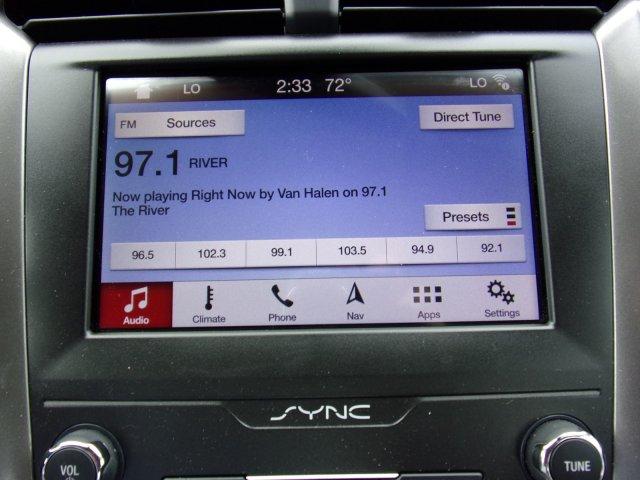 LO 2:33 72° LO
FM Sources Direct Tune
97.1 RIVER
Now playing Right Now by Van Halen on 97.1
The River
Presets
96.5 102.3 99.1 103.5 94.9 92.1
Audio Climate Phone Nav Apps Settings
SYNC
VOL TUNE